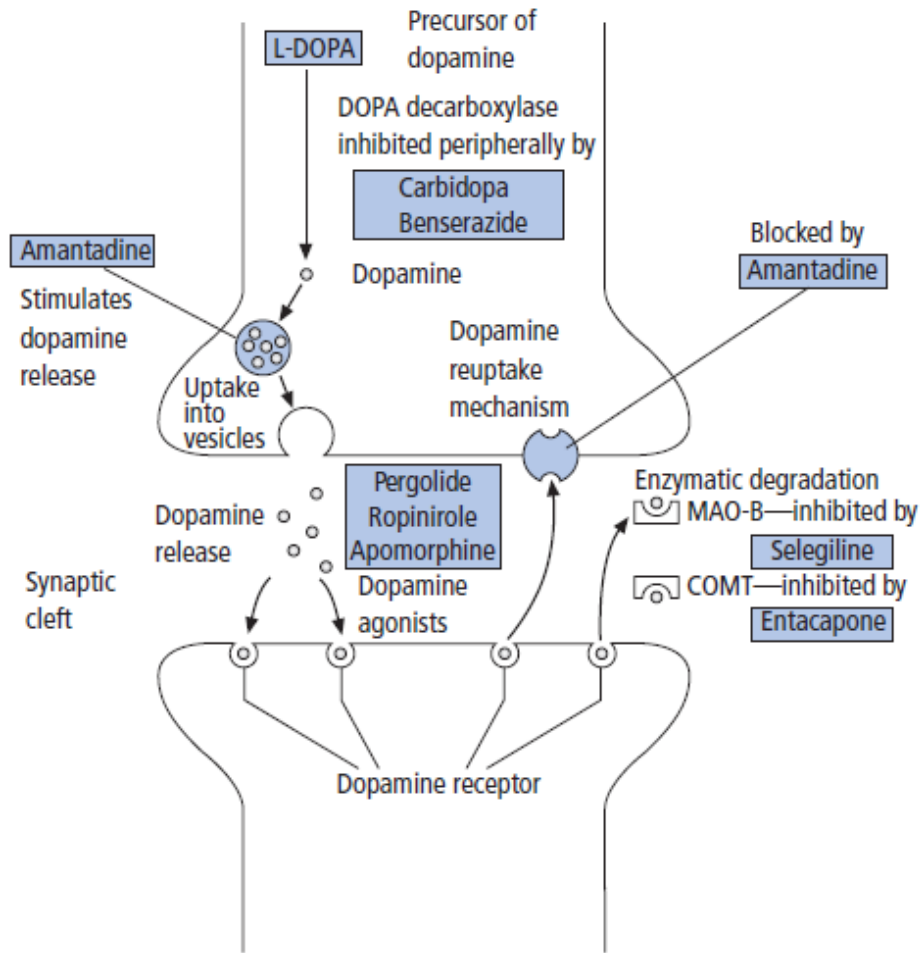 L-DOPA
Precursor of
dopamine
DOPA decarboxylase
inhibited peripherally by
Carbidopa
Benserazide
Amantadine
Stimulates
dopamine
release
Dopamine
Blocked by
Amantadine
Dopamine
reuptake
mechanism
Uptake
into
vesicles
Dopamine
release
Pergolide
Ropinirole
Apomorphine
Dopamine
agonists
Enzymatic degradation
MAO-B—inhibited by
Selegiline
COMT—inhibited by
Entacapone
Synaptic
cleft
Dopamine receptor